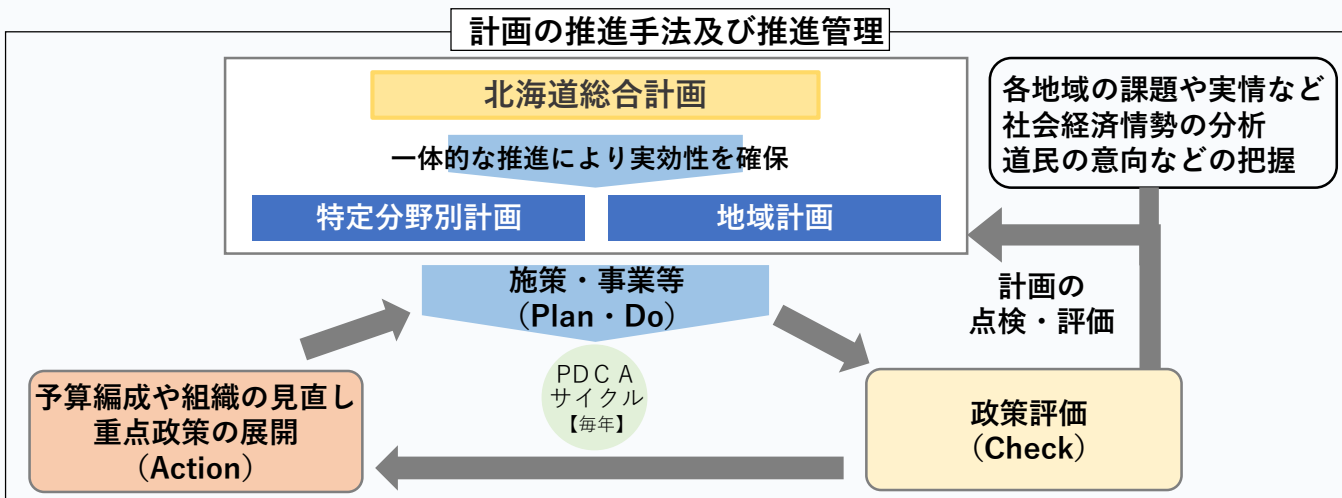 計画の推進手法及び推進管理
北海道総合計画
一体的な推進により実効性を確保
特定分野別計画
地域計画
各地域の課題や実情など
社会経済情勢の分析
道民の意向などの把握
計画の
点検・評価
施策・事業等
（Plan・Do）
ＰＤＣＡ
サイクル
【毎年】
予算編成や組織の見直し
重点政策の展開
（Action）
政策評価
（Check）